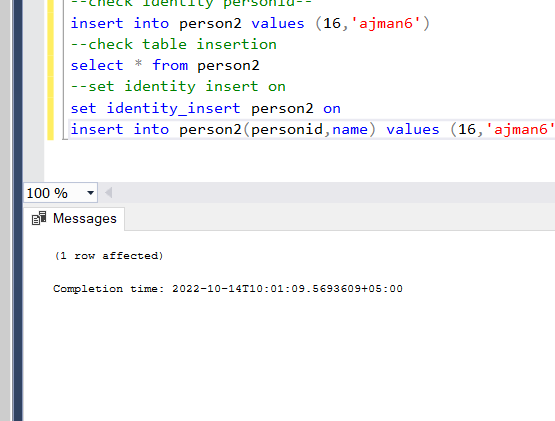 --check identity personid--
insert into person2 values (16,'ajman6')
--check table insertion
select * from person2
--set identity insert on
set identity_insert person2 on
insert into person2(personid,name) values (16,'ajman6'
100 %
Messages
(1 row affected)
Completion time: 2022-10-14T10:01:09.5693609+05:00